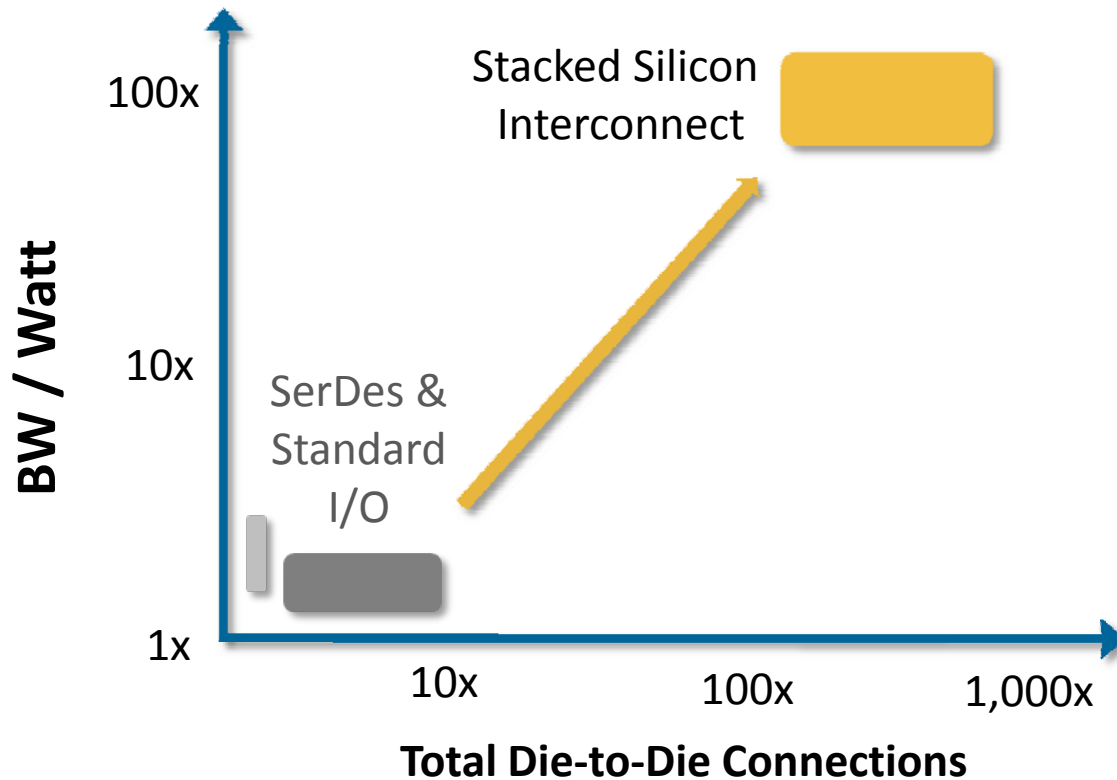 Stacked Silicon
Interconnect
100x
BW / Watt
10x
SerDes &
Standard
I/O
1x
10x
100x
1,000x
Total Die-to-Die Connections